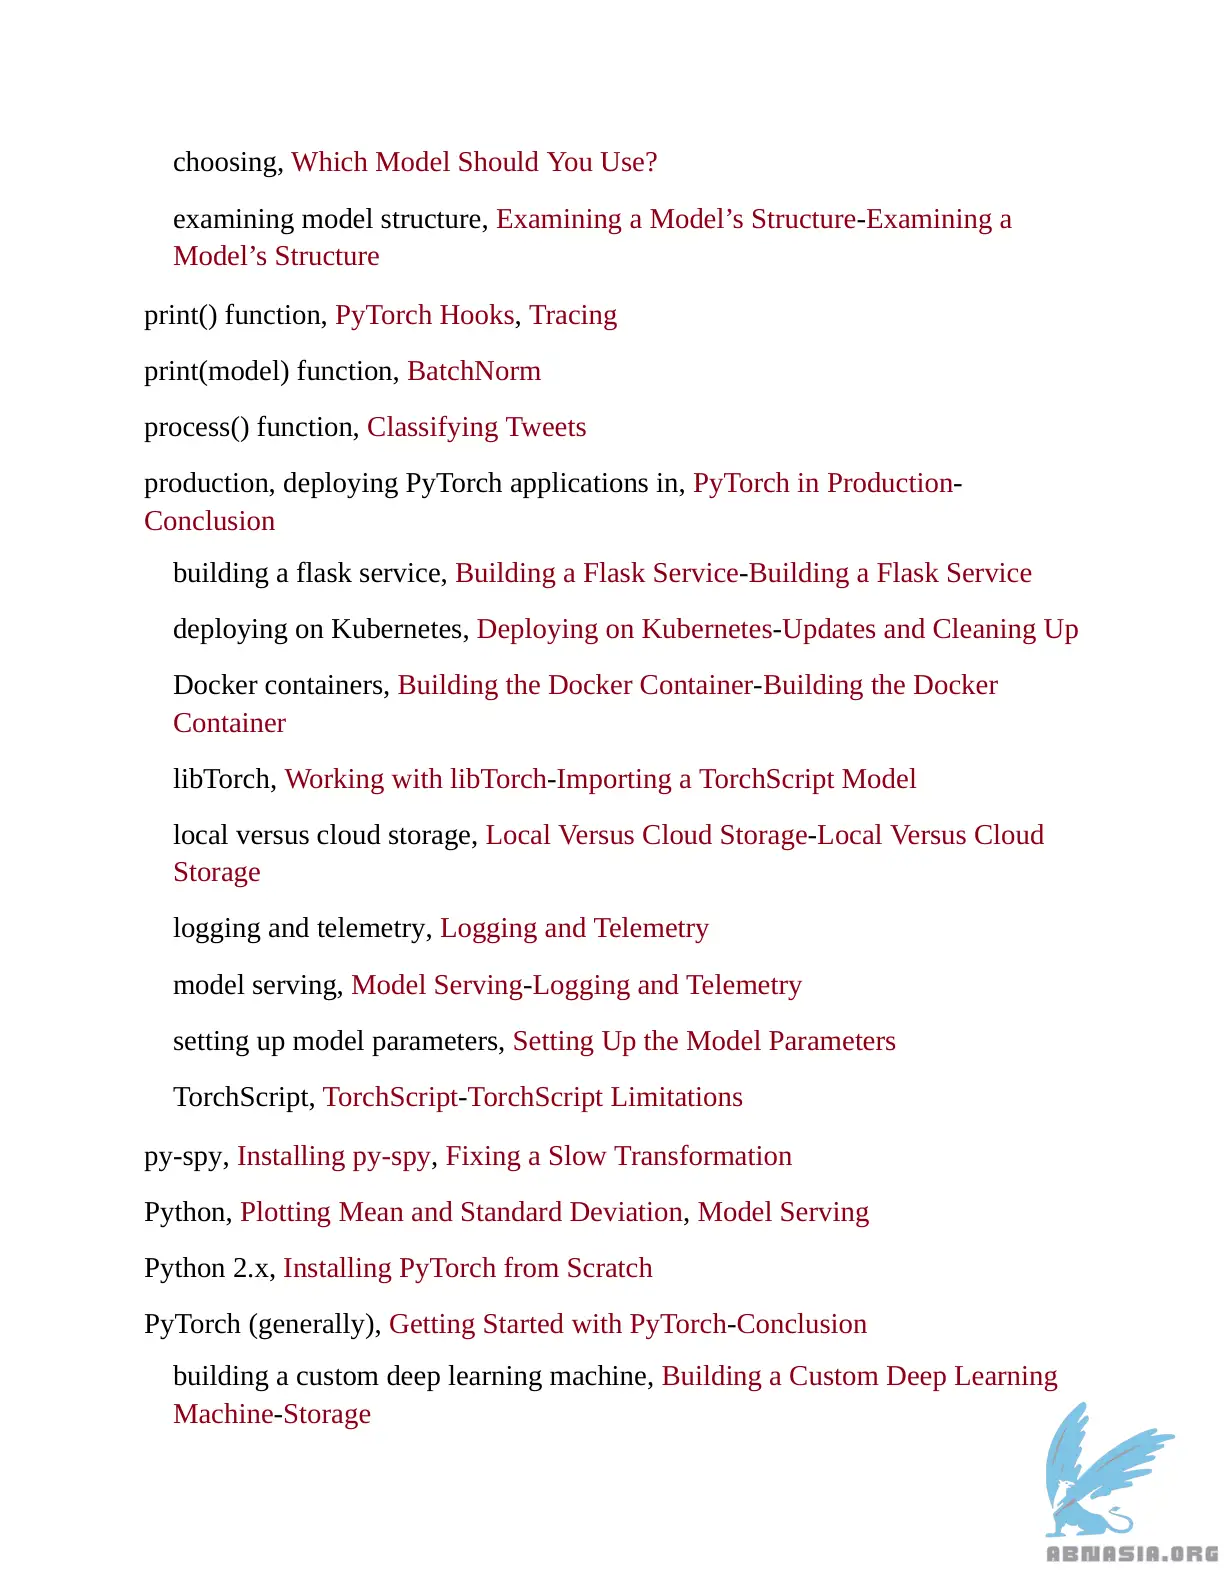 choosing, Which Model Should You Use?
examining model structure, Examining a Model’s Structure-Examining a
Model’s Structure
print() function, PyTorch Hooks, Tracing
print(model) function, BatchNorm
process() function, Classifying Tweets
production, deploying PyTorch applications in, PyTorch in Production-
Conclusion
building a flask service, Building a Flask Service-Building a Flask Service
deploying on Kubernetes, Deploying on Kubernetes-Updates and Cleaning Up
Docker containers, Building the Docker Container-Building the Docker
Container
libTorch, Working with libTorch-Importing a TorchScript Model
local versus cloud storage, Local Versus Cloud Storage-Local Versus Cloud
Storage
logging and telemetry, Logging and Telemetry
model serving, Model Serving-Logging and Telemetry
setting up model parameters, Setting Up the Model Parameters
TorchScript, TorchScript-TorchScript Limitations
py-spy, Installing py-spy, Fixing a Slow Transformation
Python, Plotting Mean and Standard Deviation, Model Serving
Python 2.x, Installing PyTorch from Scratch
PyTorch (generally), Getting Started with PyTorch-Conclusion
building a custom deep learning machine, Building a Custom Deep Learning
Machine-Storage
ABNASIA.ORG